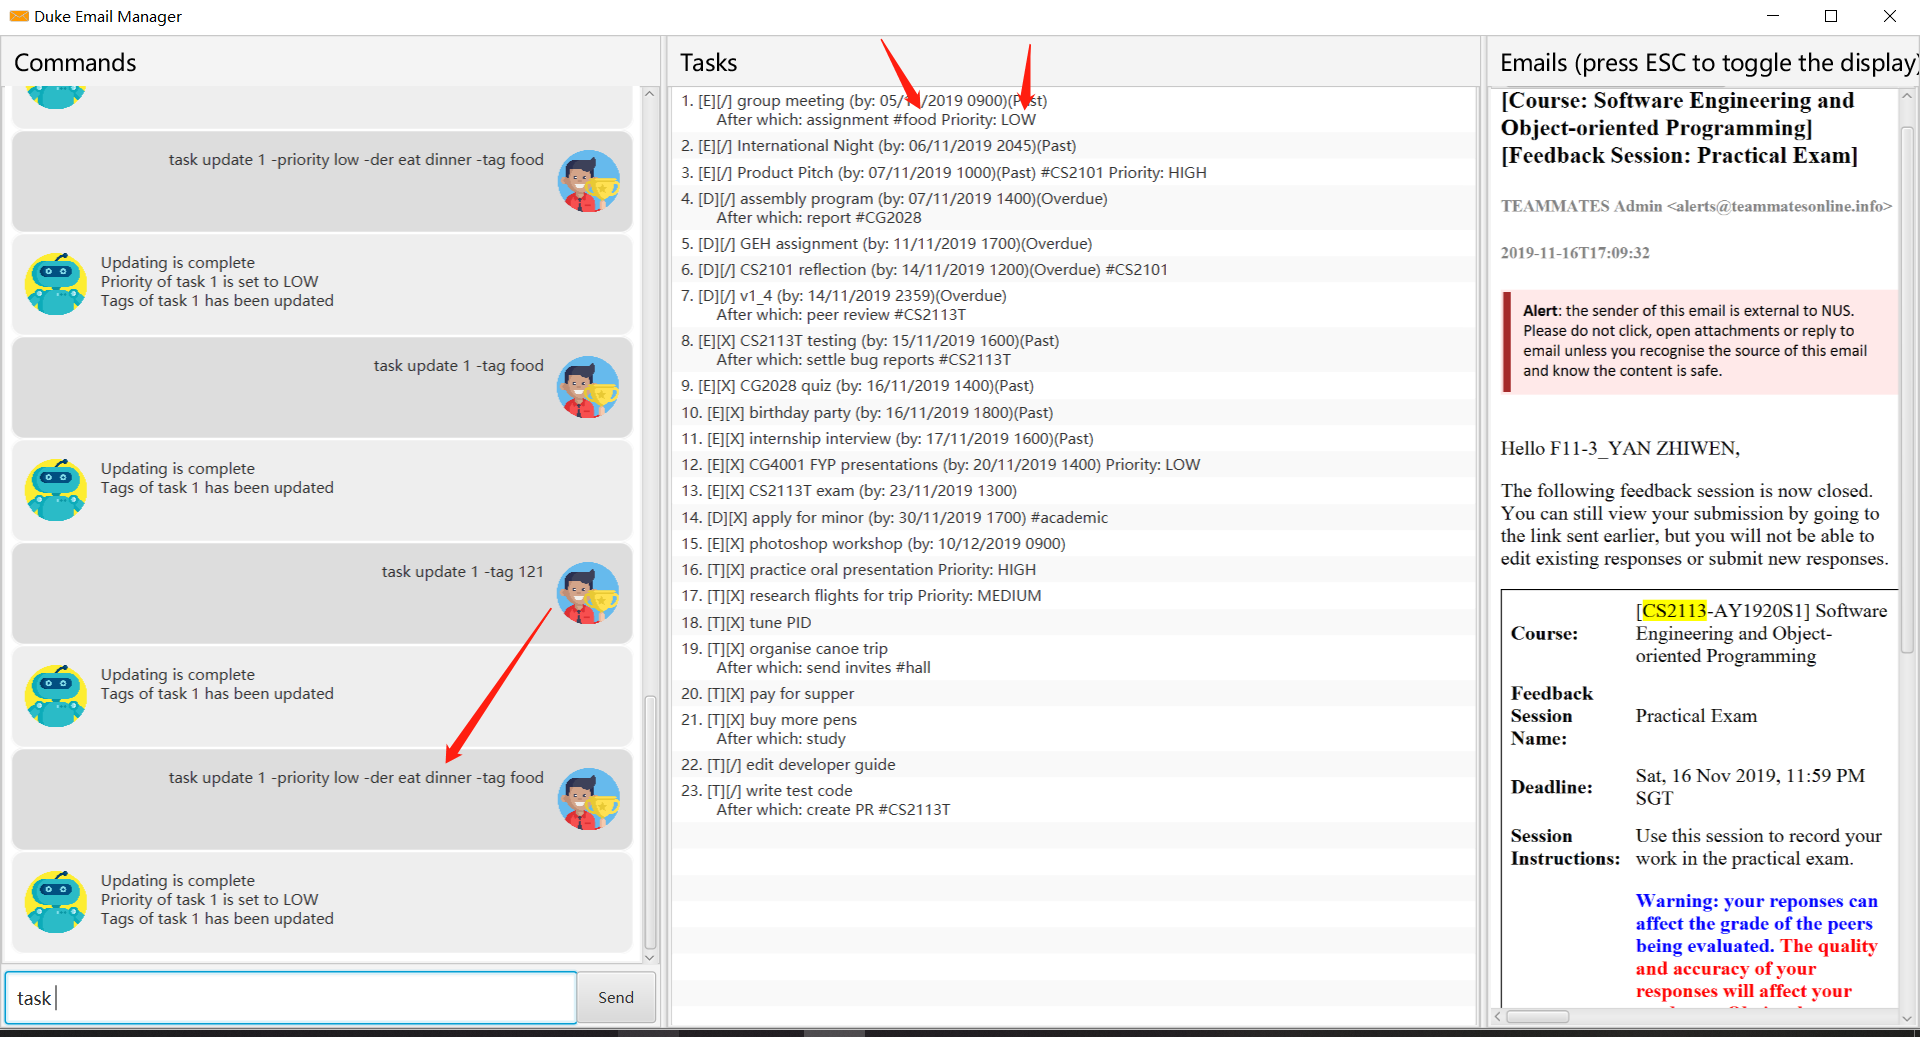 Duke Email Manager
Commands
task update 1 -priority low -der eat dinner -tag food
Updating is complete
Priority of task 1 is set to LOW
Tags of task 1 has been updated
task update 1 -tag food
Updating is complete
Tags of task 1 has been updated
task update 1 -tag 121
Updating is complete
Tags of task 1 has been updated
task update 1 -priority low -der eat dinner -tag food
Updating is complete
Priority of task 1 is set to LOW
Tags of task 1 has been updated
task
Send
Tasks
1. [E][/] group meeting (by: 05/11/2019 0900)(Past)
After which: assignment #food Priority: LOW
2. [E][/] International Night (by: 06/11/2019 2045)(Past)
3. [E][/] Product Pitch (by: 07/11/2019 1000)(Past) #CS2101 Priority: HIGH
4. [D][/] assembly program (by: 07/11/2019 1400)(Overdue)
After which: report #CG2028
5. [D][/] GEH assignment (by: 11/11/2019 1700)(Overdue)
6. [D][/] CS2101 reflection (by: 14/11/2019 1200)(Overdue) #CS2101
7. [D][/] v1_4 (by: 14/11/2019 2359)(Overdue)
After which: peer review #CS2113T
8. [E][X] CS2113T testing (by: 15/11/2019 1600)(Past)
After which: settle bug reports #CS2113T
9. [E][X] CG2028 quiz (by: 16/11/2019 1400)(Past)
10. [E][X] birthday party (by: 16/11/2019 1800)(Past)
11. [E][X] internship interview (by: 17/11/2019 1600)(Past)
12. [E][X] CG4001 FYP presentations (by: 20/11/2019 1400) Priority: LOW
13. [E][X] CS2113T exam (by: 23/11/2019 1300)
14. [D][X] apply for minor (by: 30/11/2019 1700) #academic
15. [E][X] photoshop workshop (by: 10/12/2019 0900)
16. [T][X] practice oral presentation Priority: HIGH
17. [T][X] research flights for trip Priority: MEDIUM
18. [T][X] tune PID
19. [T][X] organise canoe trip
After which: send invites #hall
20. [T][X] pay for supper
21. [T][X] buy more pens
After which: study
22. [T][/] edit developer guide
23. [T][/] write test code
After which: create PR #CS2113T
Emails (press ESC to toggle the display)
[Course: Software Engineering and
Object-oriented Programming]
[Feedback Session: Practical Exam]
TEAMMATES Admin <alerts@teammatesonline.info>
2019-11-16T17:09:32
Alert: the sender of this email is external to NUS.
Please do not click, open attachments or reply to
email unless you recognise the source of this email
and know the content is safe.
Hello F11-3_YAN ZHIWEN,
The following feedback session is now closed.
You can still view your submission by going to
the link sent earlier, but you will not be able to
edit existing responses or submit new responses.
Course:
[CS2113-AY1920S1] Software
Engineering and Object-
oriented Programming
Feedback
Session
Name:
Practical Exam
Deadline:
Sat, 16 Nov 2019, 11:59 PM
SGT
Session
Instructions:
Use this session to record your
work in the practical exam.
Warning: your reponses can
affect the grade of the peers
being evaluated. The quality
and accuracy of your
responses will affect your